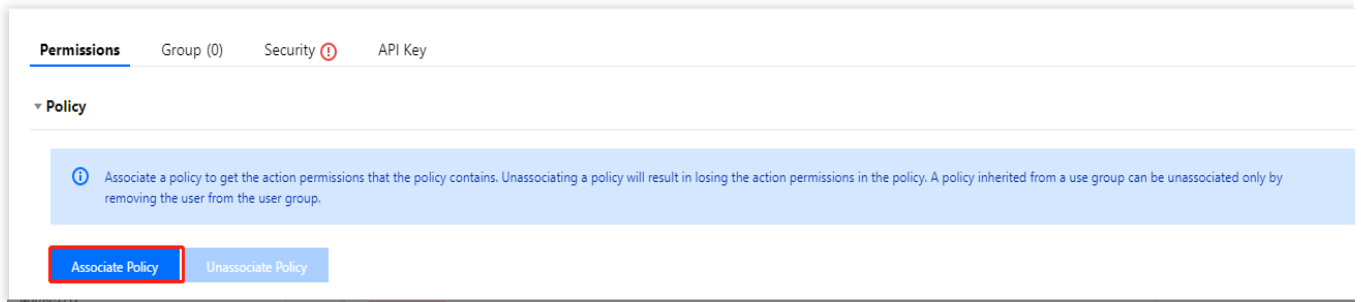 Permissions Group (0) Security API Key
Policy
Associate a policy to get the action permissions that the policy contains. Unassociating a policy will result in losing the action permissions in the policy. A policy inherited from a use group can be unassociated only by
removing the user from the user group.
Associate Policy Unassociate Policy